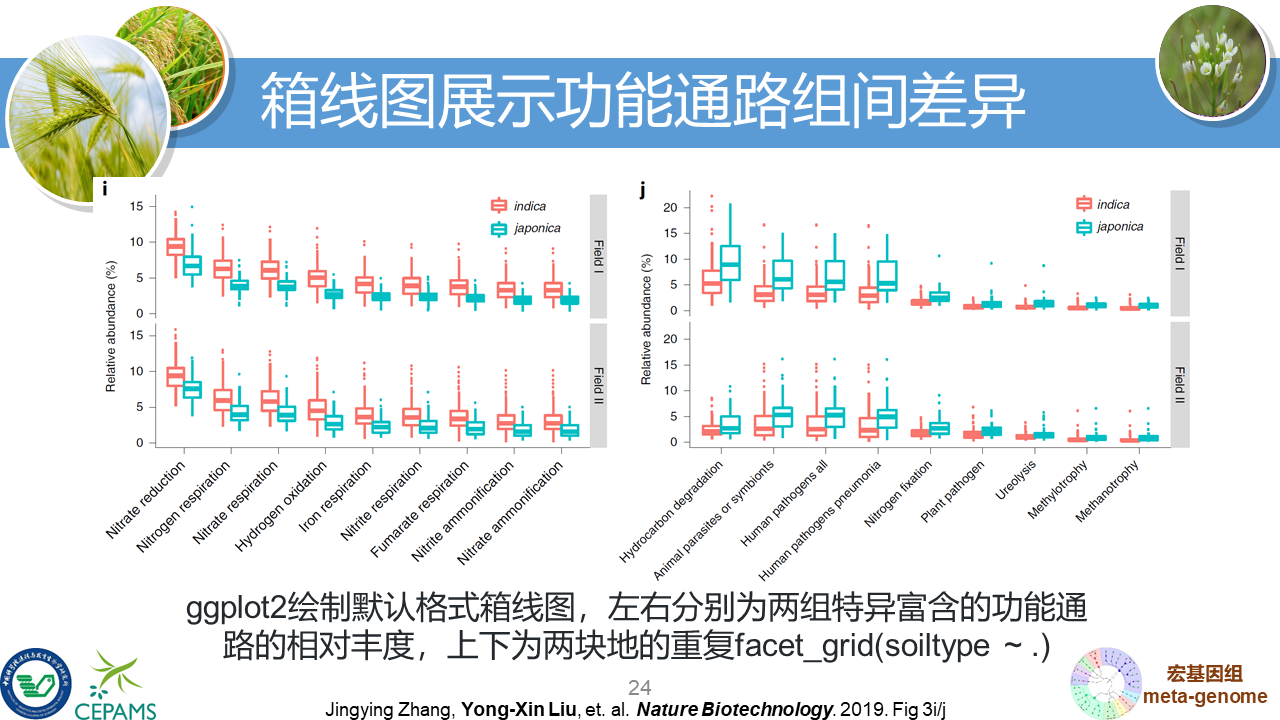 箱线图展示功能通路组间差异
i
15
10
5
0
15
10
5
0
Relative abundance (%)
indica
japonica
Field I
Field II
Nitrate reduction
Nitrogen respiration
Nitrate respiration
Hydrogen oxidation
Iron respiration
Nitrite respiration
Fumarate respiration
Nitrite ammonification
Nitrate ammonification
j
20
15
10
5
0
20
15
10
5
0
Relative abundance (%)
indica
japonica
Field I
Field II
Hydrocarbon degradation
Animal parasites or symbionts
Human pathogens all
Human pathogens pneumonia
Nitrogen fixation
Plant pathogen
Ureolysis
Methylotrophy
Methanotrophy
ggplot2绘制默认格式箱线图，左右分别为两组特异富含的功能通
路的相对丰度，上下为两块地的重复facet_grid(soiltype ~ .)
CEPAMS
24
Jingying Zhang, Yong-Xin Liu, et. al. Nature Biotechnology. 2019. Fig 3i/j
宏基因组
meta-genome